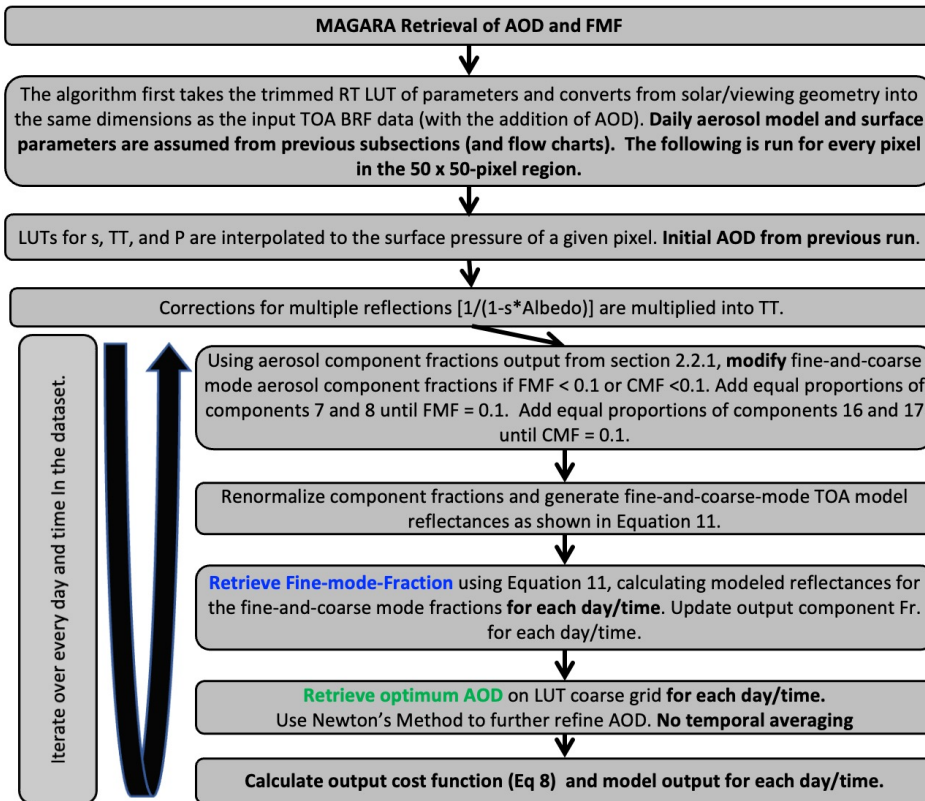 MAGARA Retrieval of AOD and FMF
The algorithm first takes the trimmed RT LUT of parameters and converts from solar/viewing geometry into
the same dimensions as the input TOA BRF data (with the addition of AOD). Daily aerosol model and surface
parameters are assumed from previous subsections (and flow charts). The following is run for every pixel
in the 50 x 50-pixel region.
LUTs for s, TT, and P are interpolated to the surface pressure of a given pixel. Initial AOD from previous run.
Corrections for multiple reflections [1/(1-s*Albedo)] are multiplied into TT.
Iterate over every day and time In the dataset.
Using aerosol component fractions output from section 2.2.1, modify fine-and-coarse
mode aerosol component fractions if FMF < 0.1 or CMF <0.1. Add equal proportions of
components 7 and 8 until FMF = 0.1. Add equal proportions of components 16 and 17
until CMF = 0.1.
Renormalize component fractions and generate fine-and-coarse-mode TOA model
reflectances as shown in Equation 11.
Retrieve Fine-mode-Fraction using Equation 11, calculating modeled reflectances for
the fine-and-coarse mode fractions for each day/time. Update output component Fr.
for each day/time.
Retrieve optimum AOD on LUT coarse grid for each day/time.
Use Newton's Method to further refine AOD. No temporal averaging
Calculate output cost function (Eq 8) and model output for each day/time.